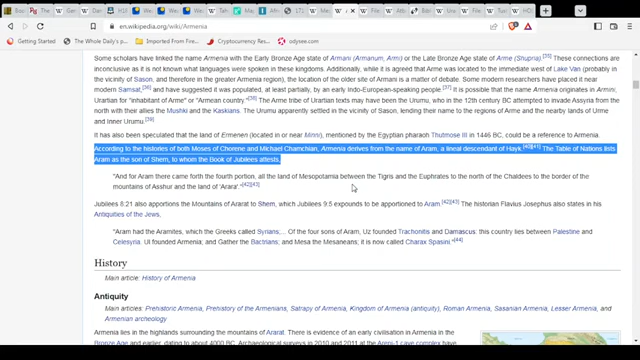 en.wikipedia.org/wiki/Armenia
Getting Started The Whole Daily's p... Imported From Fire... Cryptocurrency Res... odysee.com
Some scholars have linked the name Armenia with the Early Bronze Age state of Armani (Armanum, Armi) or the Late Bronze Age state of Arme (Shupria).[35] These connections are
inconclusive as it is not known what languages were spoken in these kingdoms. Additionally, while it is agreed that Arme was located to the immediate west of Lake Van (probably in
the vicinity of Sason, and therefore in the greater Armenia region), the location of the older site of Armani is a matter of debate. Some modern researchers have placed it near
modern Samsat,[36] and have suggested it was populated, at least partially, by an early Indo-European-speaking people.[37] It is possible that the name Armenia originates in Armini,
Urartian for "inhabitant of Arme" or "Armean country."[38] The Arme tribe of Urartian texts may have been the Urumu, who in the 12th century BC attempted to invade Assyria from
the north with their allies the Mushki and the Kaskians. The Urumu apparently settled in the vicinity of Sason, lending their name to the regions of Arme and the nearby lands of Urme
and Inner Urumu.[39]
It has also been speculated that the land of Ermenen (located in or near Minni), mentioned by the Egyptian pharaoh Thutmose III in 1446 BC, could be a reference to Armenia.
According to the histories of both Moses of Chorene and Michael Chamchian, Armenia derives from the name of Aram, a lineal descendant of Hayk.[40][41] The Table of Nations lists
Aram as the son of Shem, to whom the Book of Jubilees attests,
"And for Aram there came forth the fourth portion, all the land of Mesopotamia between the Tigris and the Euphrates to the north of the Chaldees to the border of the
mountains of Asshur and the land of 'Arara'."[42][43]
Jubilees 8:21 also apportions the Mountains of Ararat to Shem, which Jubilees 9:5 expounds to be apportioned to Aram.[42][43] The historian Flavius Josephus also states in his
Antiquities of the Jews,
"Aram had the Aramites, which the Greeks called Syrians;... Of the four sons of Aram, Uz founded Trachonitis and Damascus: this country lies between Palestine and
Celesyria. Ul founded Armenia; and Gather the Bactrians; and Mesa the Mesaneans; it is now called Charax Spasini."[44]
History
Main article: History of Armenia
Antiquity
Main articles: Prehistoric Armenia, Prehistory of the Armenians, Satrapy of Armenia, Kingdom of Armenia (antiquity), Roman Armenia, Sasanian Armenia, Lesser Armenia, and
Armenian archeology
Armenia lies in the highlands surrounding the mountains of Ararat. There is evidence of an early civilisation in Armenia in the
Bronze Age and earlier, dating to about 4000 BC. Archaeological surveys in 2010 and 2011 at the Areni-1 cave complex have